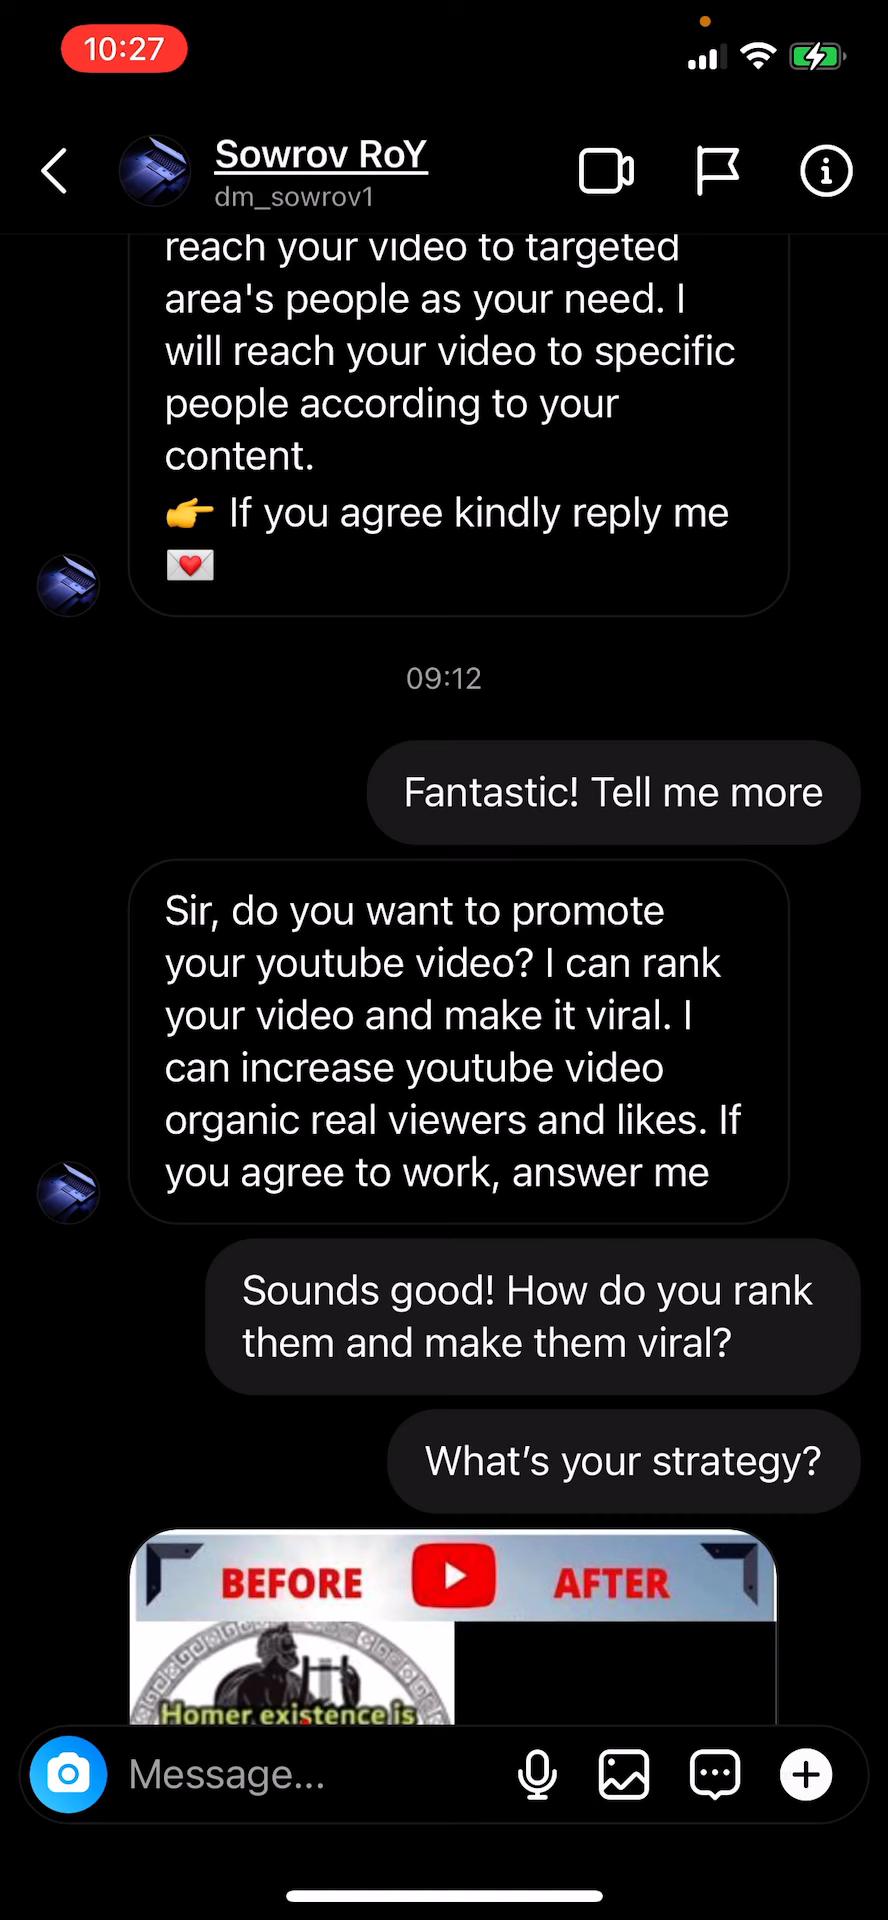 10:27
Sowrov RoY
dm_sowrov1
reach your video to targeted
area's people as your need. I
will reach your video to specific
people according to your
content.
👉 If you agree kindly reply me
💌
09:12
Fantastic! Tell me more
Sir, do you want to promote
your youtube video? I can rank
your video and make it viral. I
can increase youtube video
organic real viewers and likes. If
you agree to work, answer me
Sounds good! How do you rank
them and make them viral?
What's your strategy?
BEFORE AFTER
Homer existence is
Message...